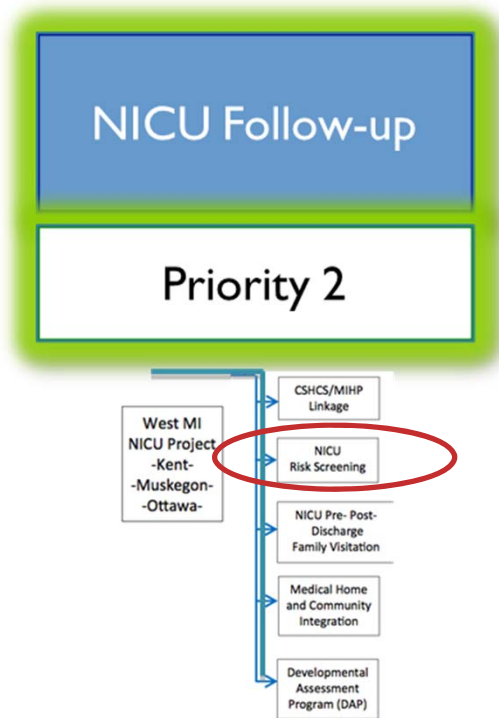 NICU Follow-up
Priority 2
West MI
NICU Project
-Kent-
-Muskegon-
-Ottawa-
CSHCS/MIHP
Linkage
NICU
Risk Screening
NICU Pre- Post-
Discharge
Family Visitation
Medical Home
and Community
Integration
Developmental
Assessment
Program (DAP)